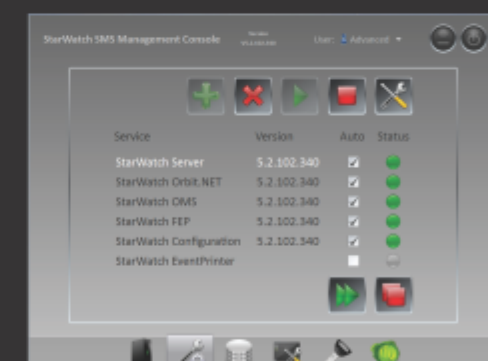 StarWatch SMS Management Console Version User: Advanced
Service Version Auto Status
StarWatch Server 5.2.102.340
StarWatch Orbit.NET 5.2.102.340
StarWatch OMS 5.2.102.340
StarWatch FEP 5.2.102.340
StarWatch Configuration 5.2.102.340
StarWatch EventPrinter